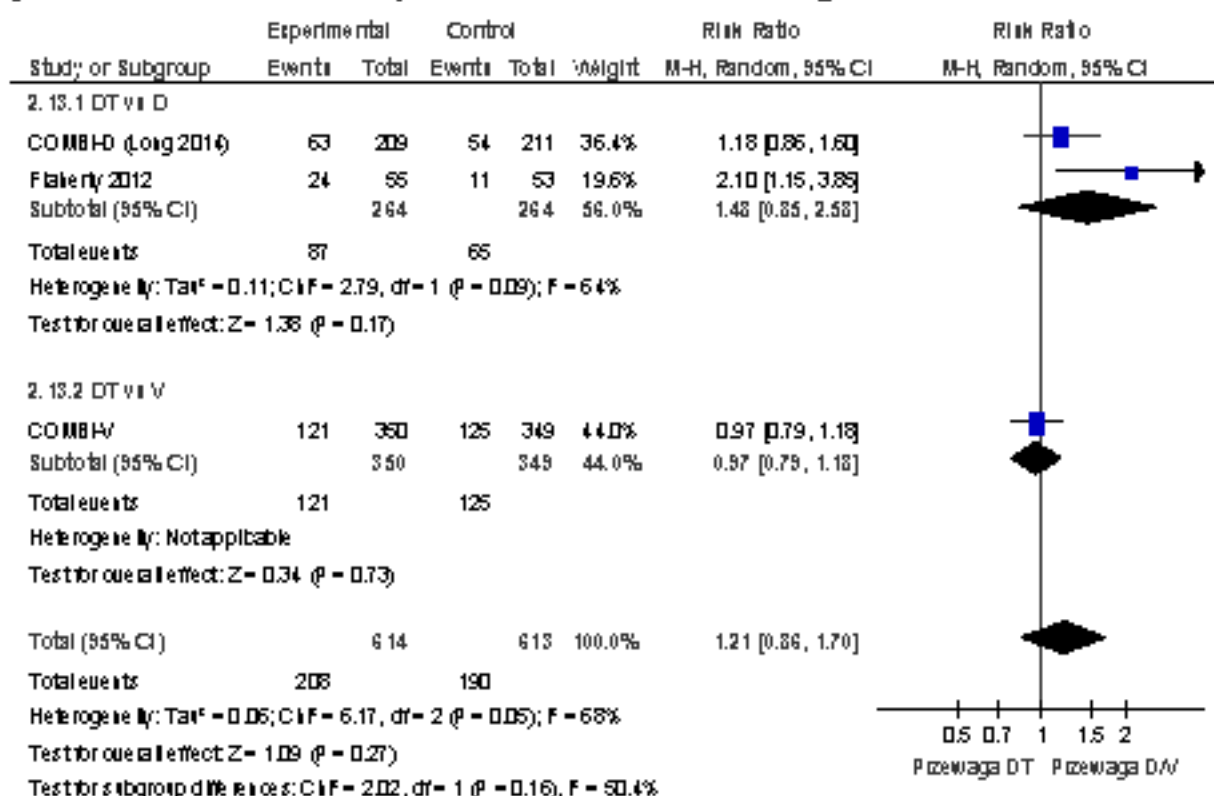 Experimental Control Risk Ratio Risk Ratio
Study or Subgroup Events Total Events Total Weight M-H, Random, 95% CI M-H, Random, 95% CI
2.13.1 DT vs D
COMBI-D (Long 2014) 63 209 54 211 36.4% 1.18 [0.86, 1.60]
Flaherty 2012 24 55 11 53 19.6% 2.10 [1.15, 3.85]
Subtotal (95% CI) 264 264 56.0% 1.48 [0.85, 2.58]
Total events 87 65
Heterogeneity: Tau² = 0.11; Chi² = 2.79, df = 1 (P = 0.09); I² = 64%
Test for overall effect: Z = 1.38 (P = 0.17)
2.13.2 DT vs V
COMBI-V 121 350 125 349 44.0% 0.97 [0.79, 1.18]
Subtotal (95% CI) 350 349 44.0% 0.97 [0.79, 1.18]
Total events 121 125
Heterogeneity: Not applicable
Test for overall effect: Z = 0.34 (P = 0.73)
Total (95% CI) 614 613 100.0% 1.21 [0.86, 1.70]
Total events 208 190
Heterogeneity: Tau² = 0.06; Chi² = 6.17, df = 2 (P = 0.05); I² = 68%
Test for overall effect: Z = 1.09 (P = 0.27)
Test for subgroup differences: Chi² = 2.02, df = 1 (P = 0.16), I² = 50.4%
0.5 0.7 1 1.5 2
Przewaga DT Przewaga D/V